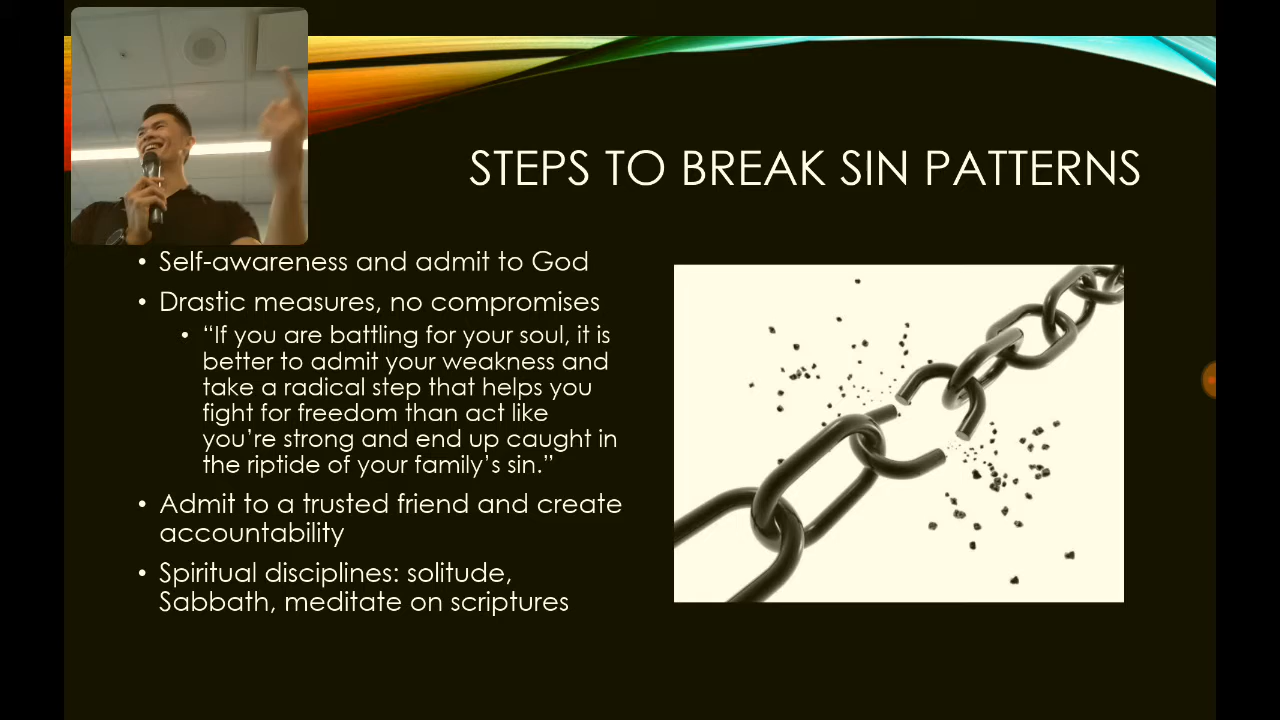 STEPS TO BREAK SIN PATTERNS
• Self-awareness and admit to God
• Drastic measures, no compromises
• “If you are battling for your soul, it is
better to admit your weakness and
take a radical step that helps you
fight for freedom than act like
you’re strong and end up caught in
the riptide of your family’s sin.”
• Admit to a trusted friend and create
accountability
• Spiritual disciplines: solitude,
Sabbath, meditate on scriptures